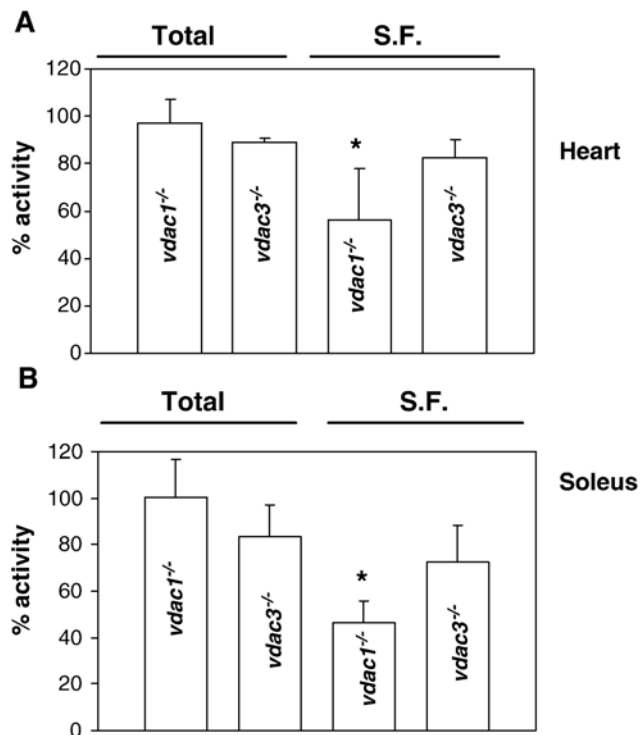 A
Total S.F.
120
100
80
60
40
20
0
% activity
vdac1-/-
vdac3-/-
*
vdac1-/-
vdac3-/-
Heart
B
Total S.F.
120
100
80
60
40
20
0
% activity
vdac1-/-
vdac3-/-
*
vdac1-/-
vdac3-/-
Soleus